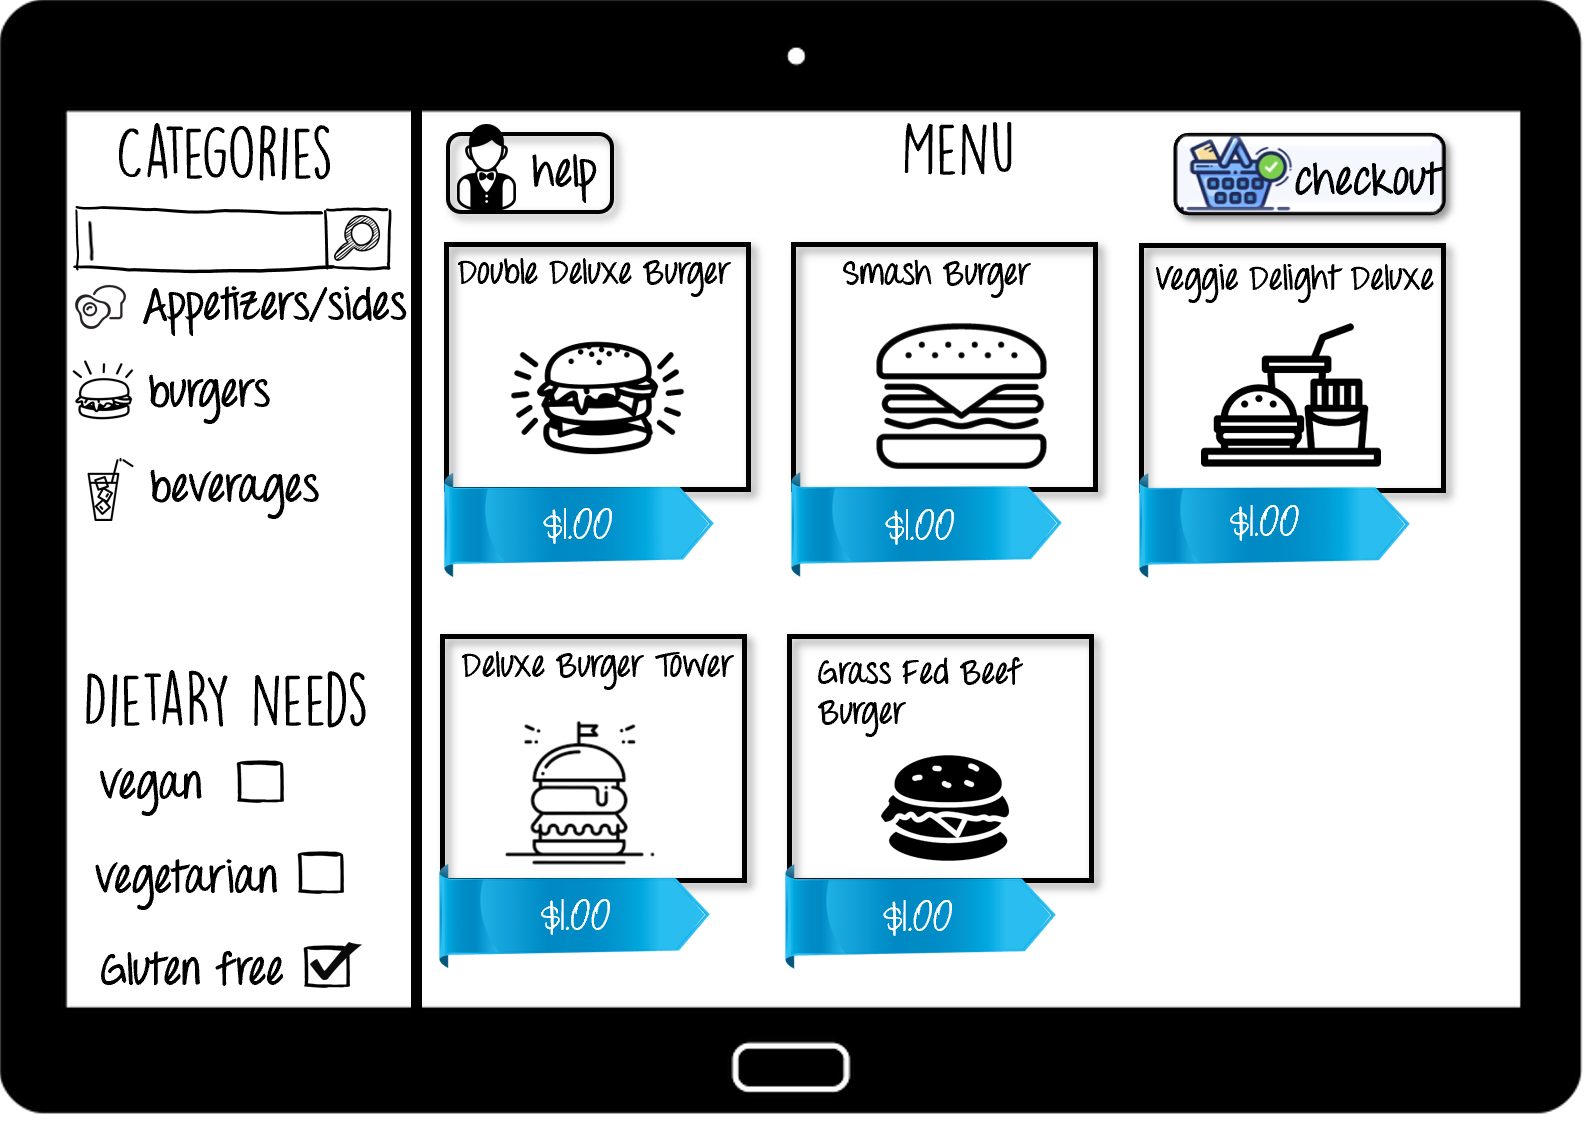 CATEGORIES
Appetizers/sides
burgers
beverages
DIETARY NEEDS
vegan
vegetarian
Gluten free
help
MENU
checkout
Double Deluxe Burger
$1.00
Smash Burger
$1.00
Veggie Delight Deluxe
$1.00
Deluxe Burger Tower
$1.00
Grass Fed Beef
Burger
$1.00